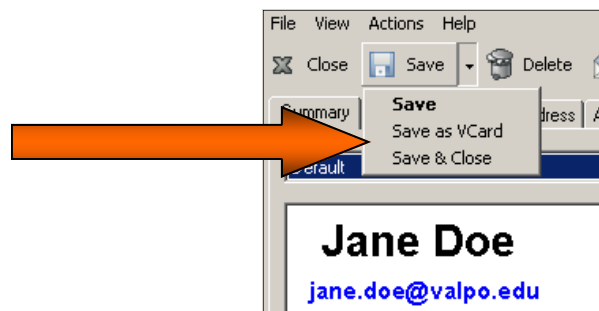 File View Actions Help
Close Save Delete
Summary
Save
Save as VCard
Save & Close
Default
Jane Doe
jane.doe@valpo.edu